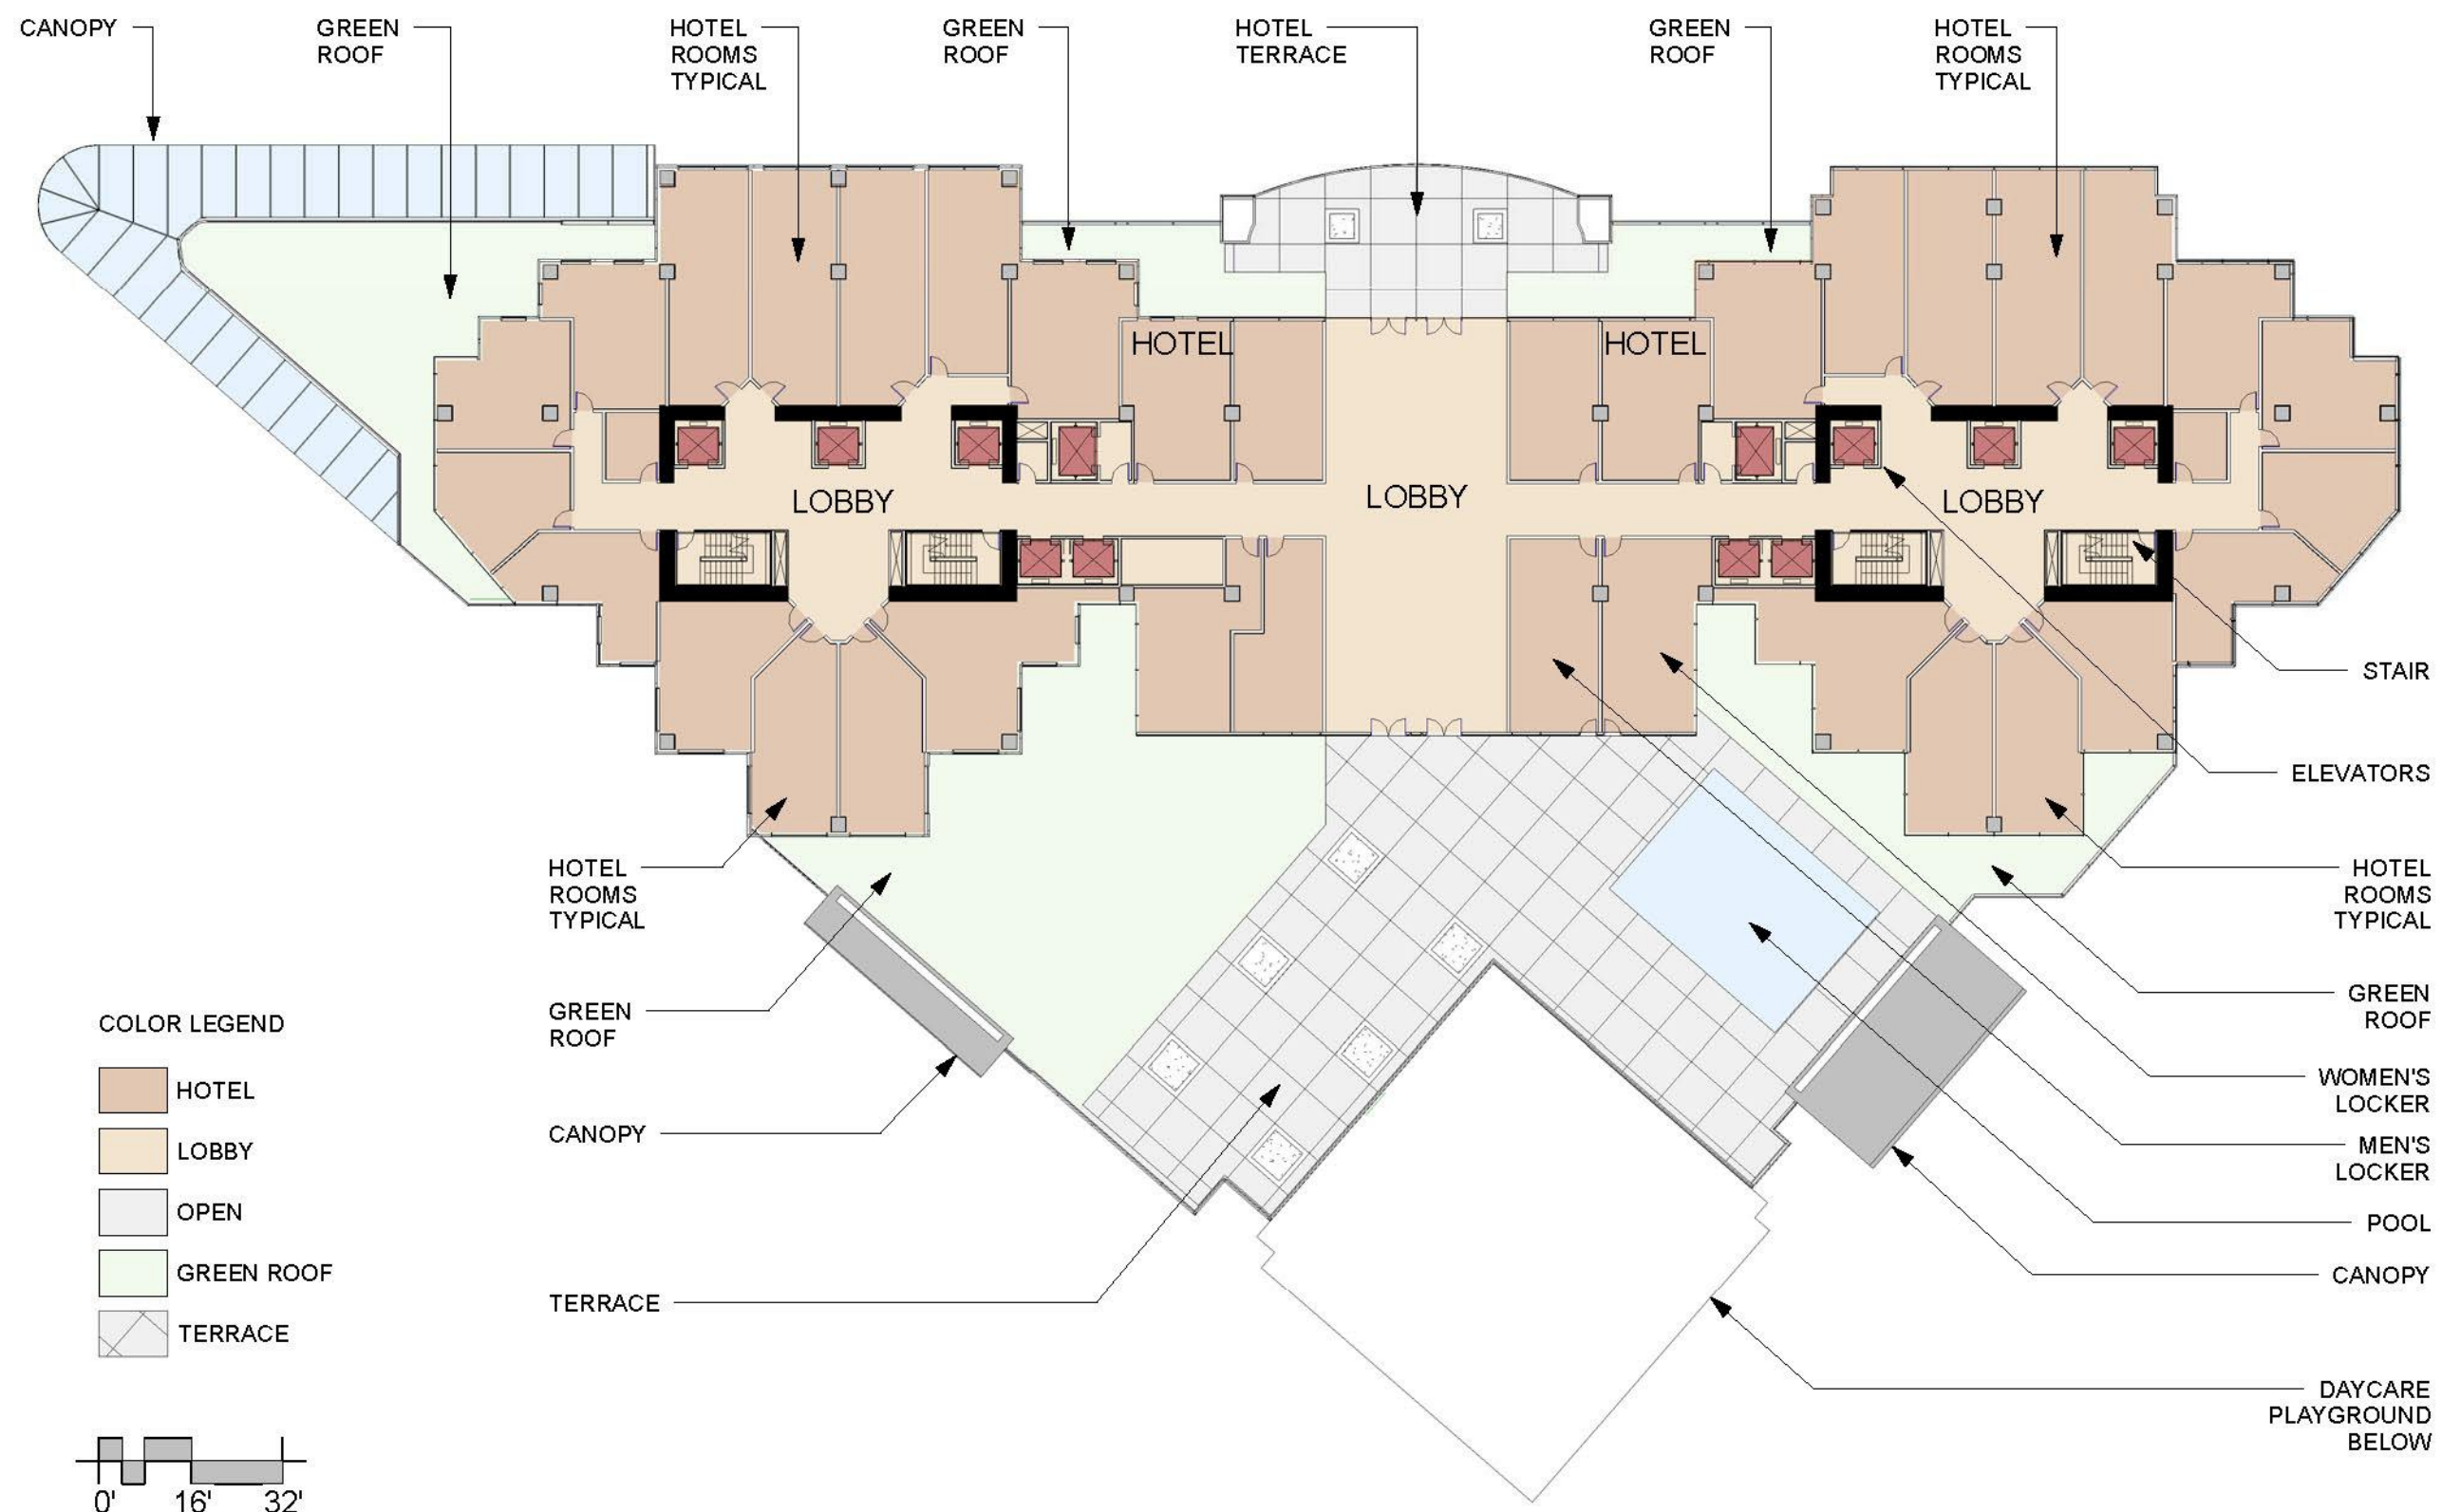 CANOPY
GREEN
ROOF
HOTEL
ROOMS
TYPICAL
GREEN
ROOF
HOTEL
TERRACE
GREEN
ROOF
HOTEL
ROOMS
TYPICAL
HOTEL
HOTEL
LOBBY
LOBBY
LOBBY
STAIR
ELEVATORS
HOTEL
ROOMS
TYPICAL
GREEN
ROOF
CANOPY
TERRACE
HOTEL
ROOMS
TYPICAL
GREEN
ROOF
WOMEN'S
LOCKER
MEN'S
LOCKER
POOL
CANOPY
DAYCARE
PLAYGROUND
BELOW
COLOR LEGEND
HOTEL
LOBBY
OPEN
GREEN ROOF
TERRACE
0' 16' 32'